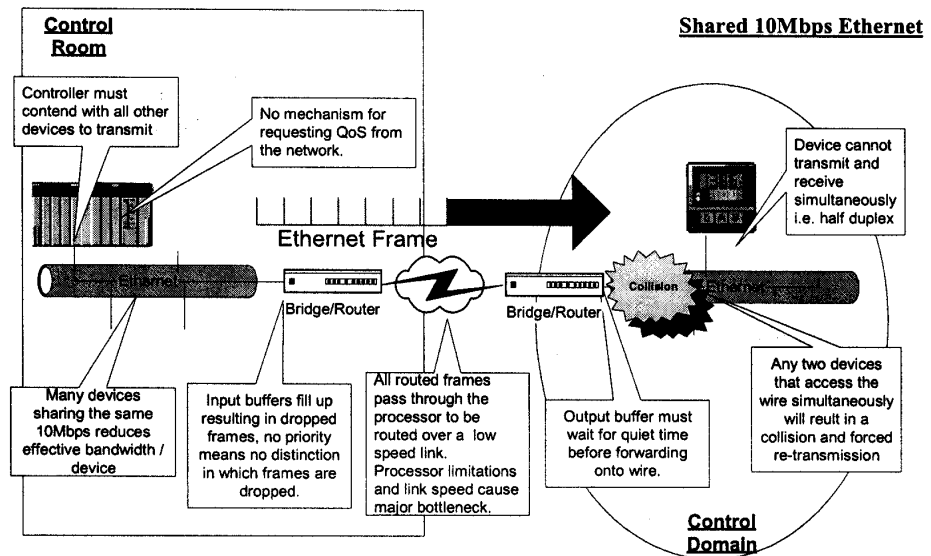 Control
Room
Shared 10Mbps Ethernet
Controller must
contend with all other
devices to transmit
No mechanism for
requesting QoS from
the network.
Device cannot
transmit and
receive
simultaneously
i.e. half duplex
Ethernet Frame
Ethernet
Bridge/Router
Bridge/Router
Collision
Ethernet
Many devices
sharing the same
10Mbps reduces
effective bandwidth /
device
Input buffers fill up
resulting in dropped
frames, no priority
means no distinction
in which frames are
dropped.
All routed frames
pass through the
processor to be
routed over a low
speed link.
Processor limitations
and link speed cause
major bottleneck.
Output buffer must
wait for quiet time
before forwarding
onto wire.
Any two devices
that access the
wire simultaneously
will reult in a
collision and forced
re-transmission
Control
Domain